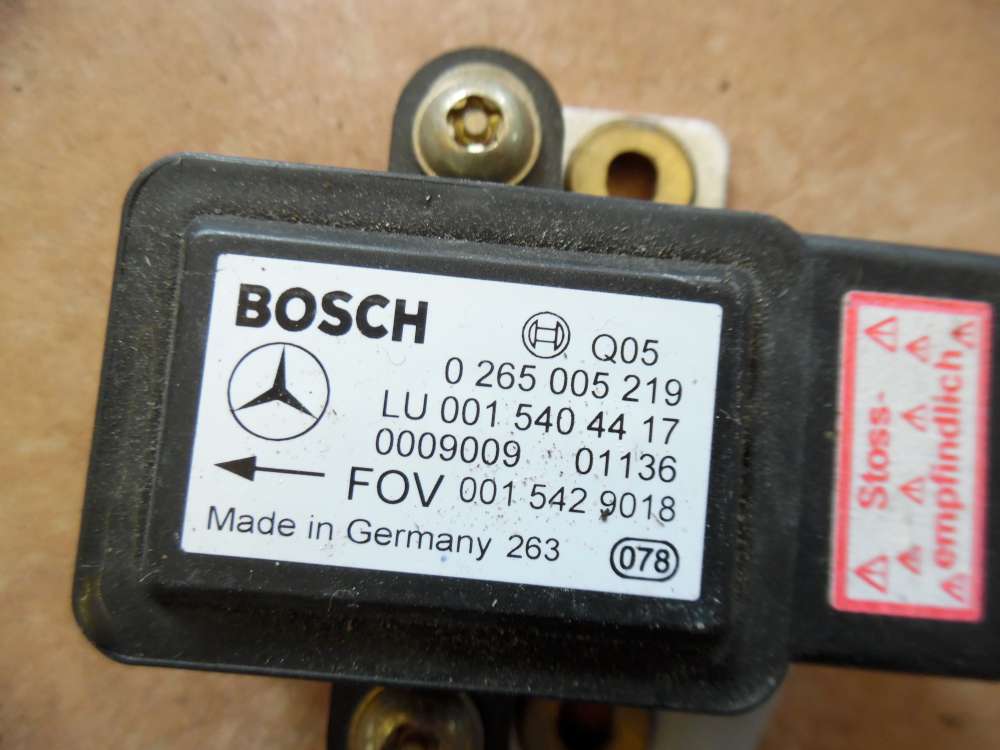 BOSCH
Q05
0 265 005 219
LU 001 540 44 17
0009009 01136
FOV 001 542 9018
Made in Germany 263
078
Stoss-
empfindlich